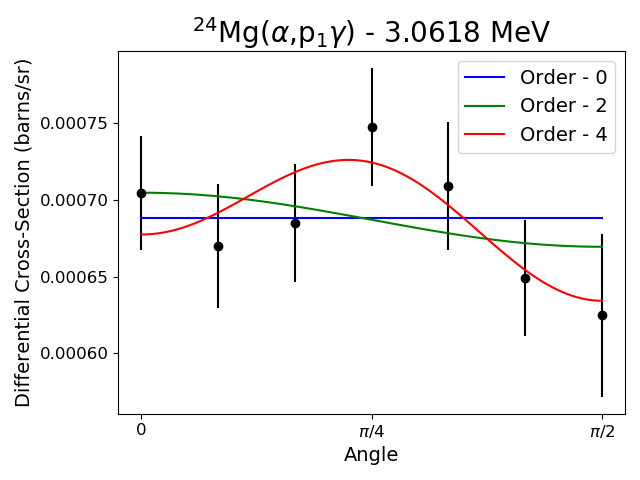 ²⁴Mg(α,p₁γ) - 3.0618 MeV
Order - 0
Order - 2
Order - 4
Differential Cross-Section (barns/sr)
0.00075
0.00070
0.00065
0.00060
0
π/4
π/2
Angle